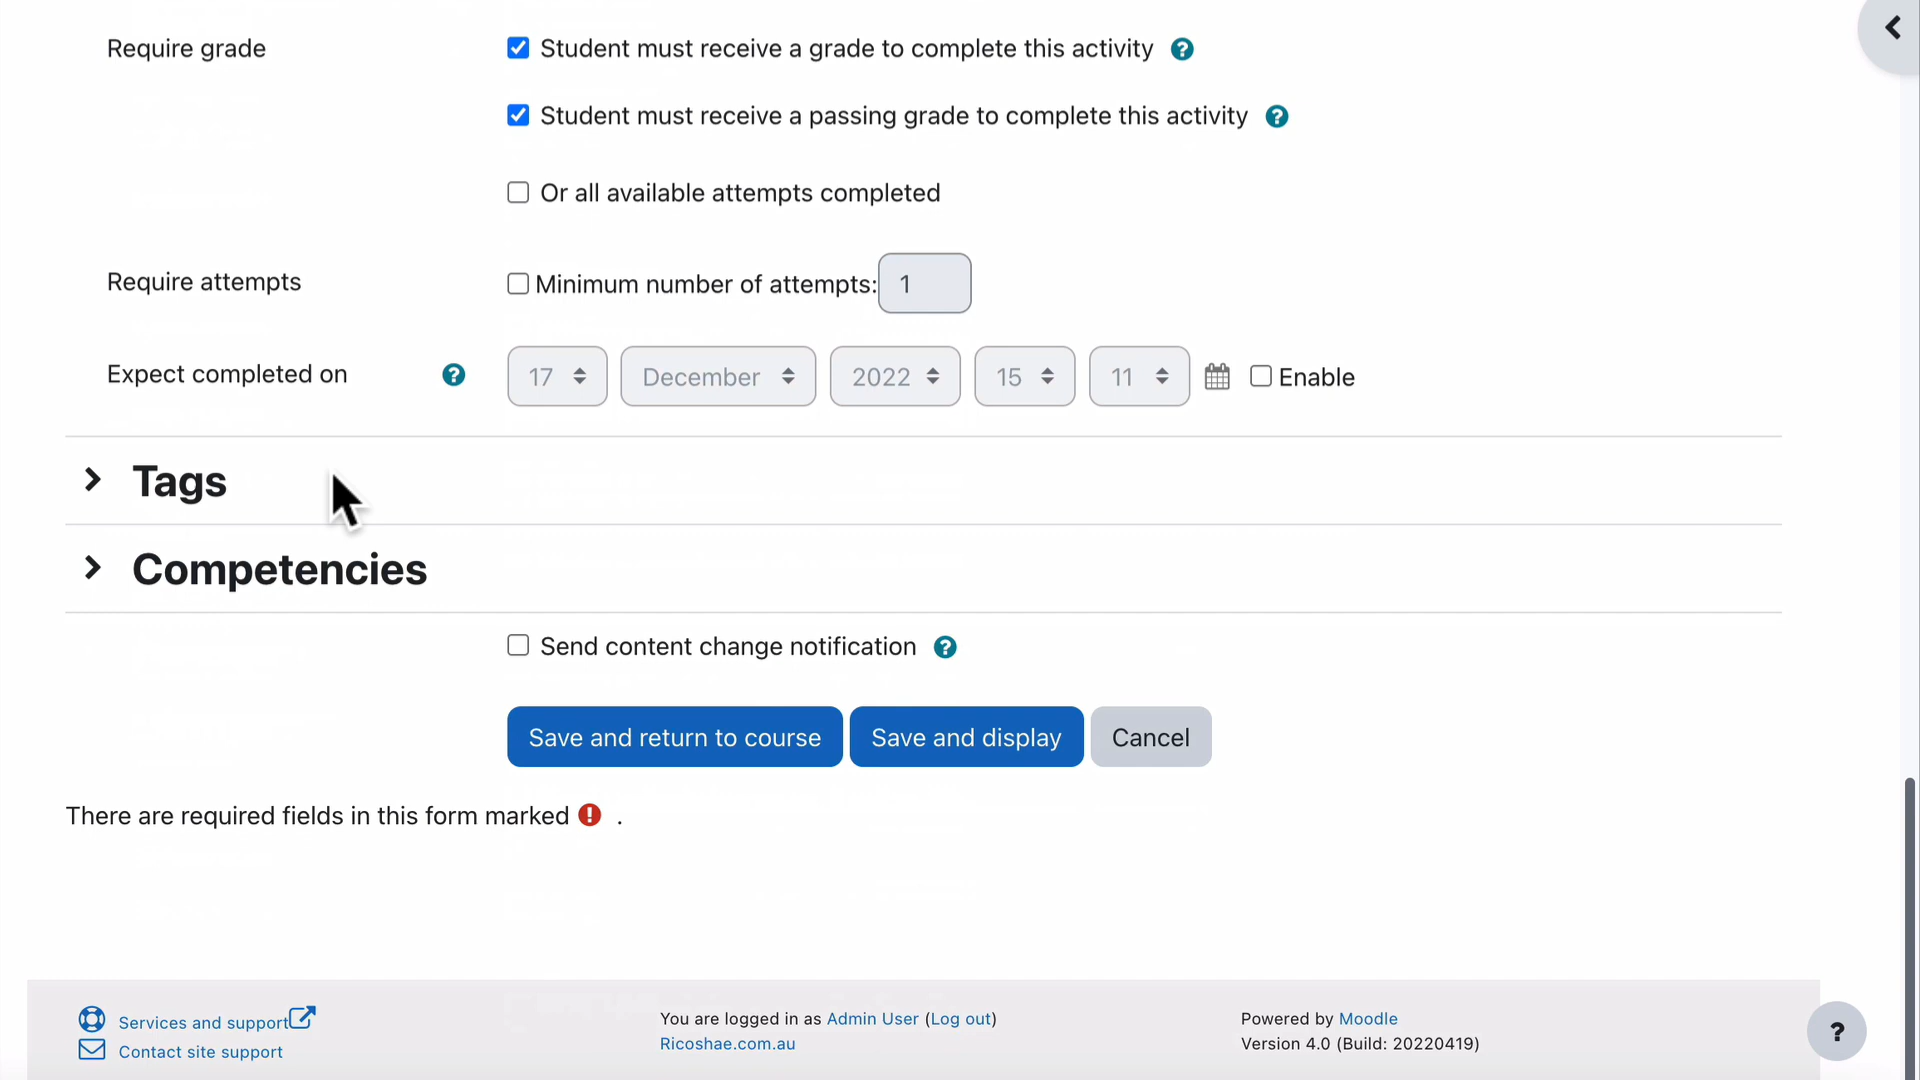 Require grade
Student must receive a grade to complete this activity
Student must receive a passing grade to complete this activity
Or all available attempts completed
Require attempts
Minimum number of attempts: 1
Expect completed on
17 December 2022 15 11 Enable
Tags
Competencies
Send content change notification
Save and return to course Save and display Cancel
There are required fields in this form marked .
Services and support
Contact site support
You are logged in as Admin User (Log out)
Ricoshae.com.au
Powered by Moodle
Version 4.0 (Build: 20220419)